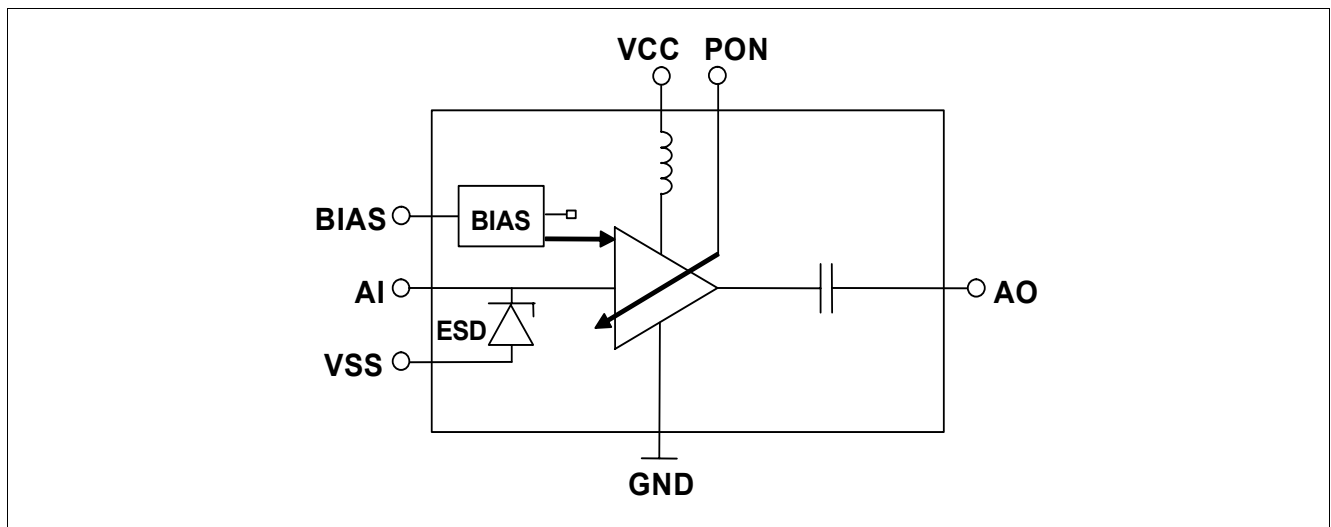 VCC PON
BIAS
BIAS
AI
ESD
VSS
AO
GND